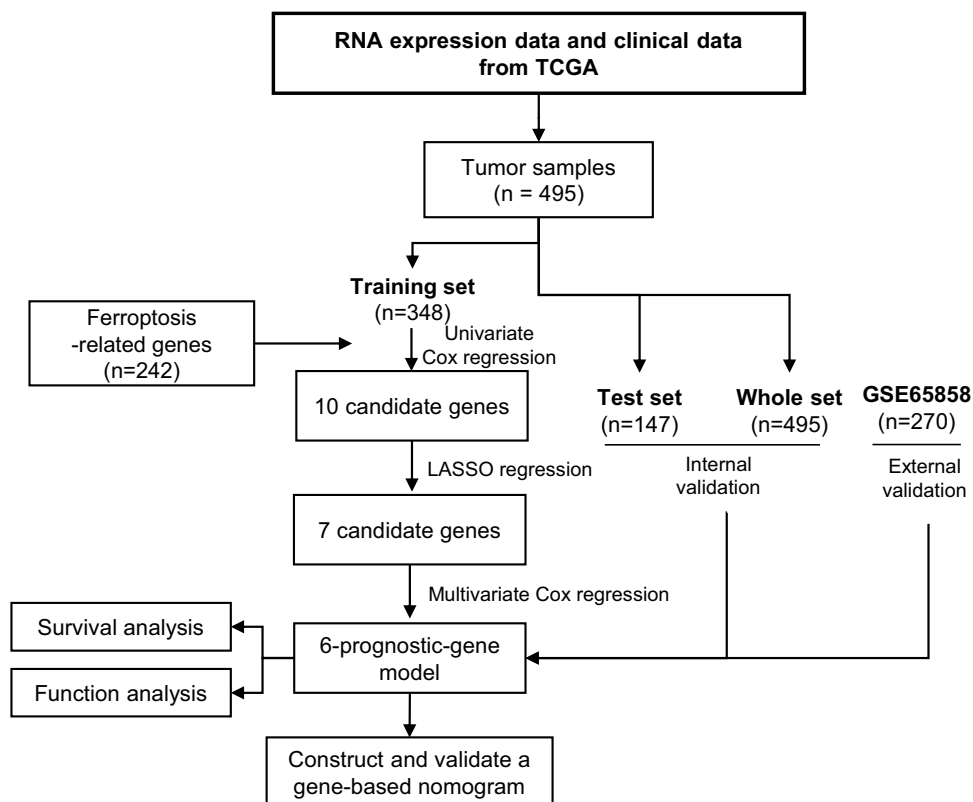 RNA expression data and clinical data
from TCGA
Tumor samples
(n = 495)
Training set
(n=348)
Ferroptosis
-related genes
(n=242)
Univariate
Cox regression
10 candidate genes
Test set
(n=147)
Whole set
(n=495)
GSE65858
(n=270)
Internal
validation
External
validation
LASSO regression
7 candidate genes
Multivariate Cox regression
Survival analysis
Function analysis
6-prognostic-gene
model
Construct and validate a
gene-based nomogram